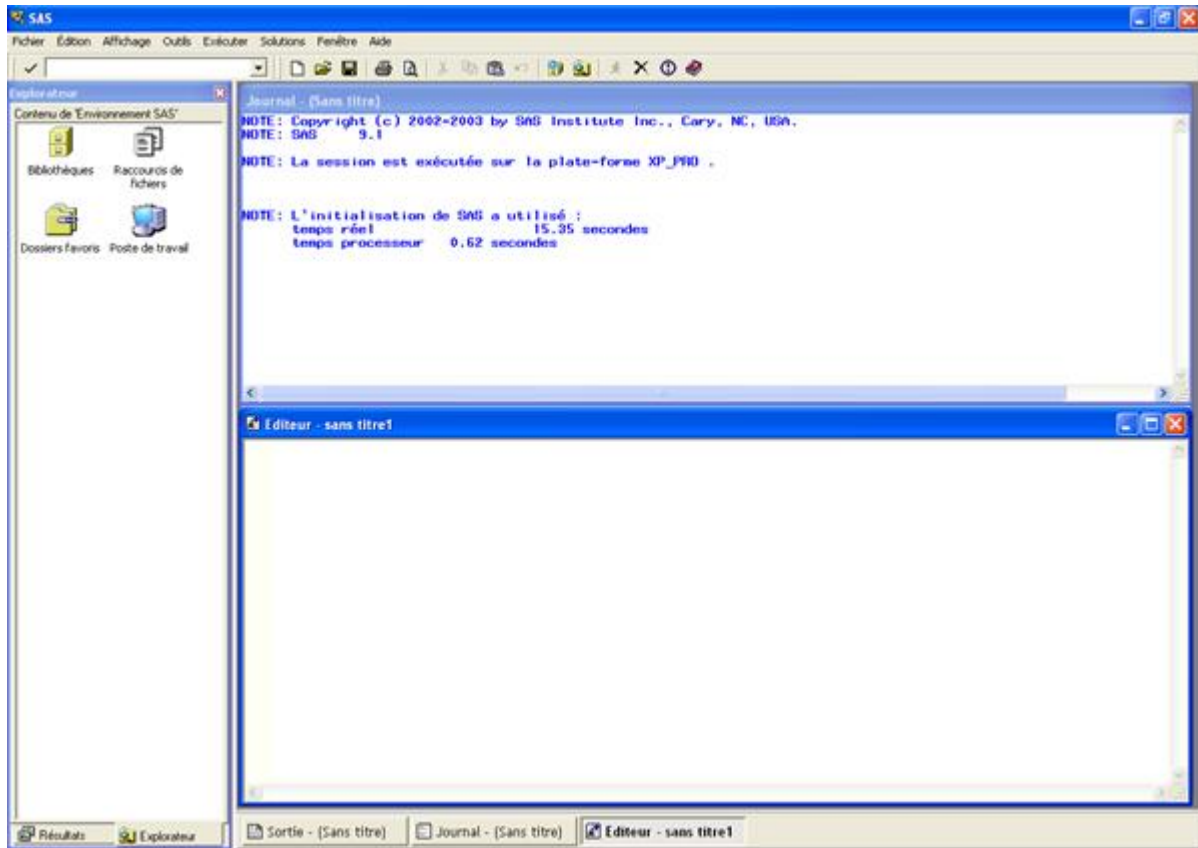 SAS
Fichier Édition Affichage Outils Exécuter Solutions Fenêtre Aide
Explorateur
Contenu de 'Environnement SAS'
Bibliothèques
Raccourcis de fichiers
Dossiers favoris
Poste de travail
Journal - (Sans titre)
NOTE: Copyright (c) 2002-2003 by SAS Institute Inc., Cary, NC, USA.
NOTE: SAS 9.1
NOTE: La session est exécutée sur la plate-forme XP_PRO .
NOTE: L'initialisation de SAS a utilisé :
temps réel 15.35 secondes
temps processeur 0.62 secondes
Editeur - sans titre1
Résultats
Explorateur
Sortie - (Sans titre)
Journal - (Sans titre)
Editeur - sans titre1